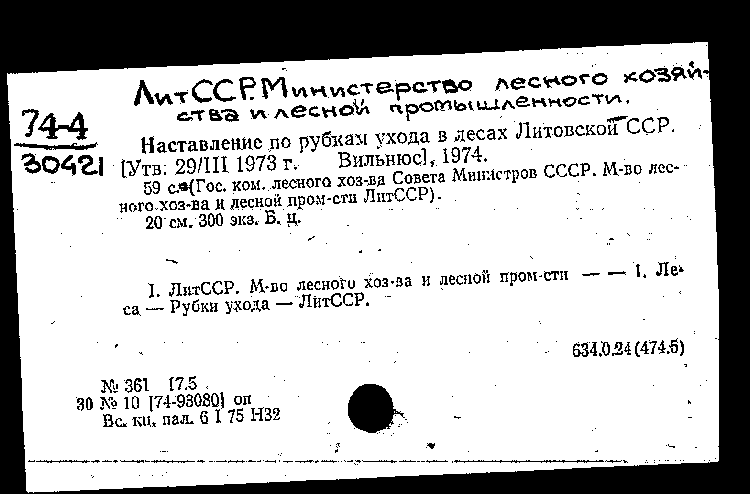 ЛитССР. Министерство лесного хозяй-
ства и лесной промышленности.
74-4
30421
Наставление по рубкам ухода в лесах Литовской ССР.
[Утв. 29/III 1973 г. Вильнюс], 1974.
59 с. (Гос. ком. лесного хоз-ва Совета Министров СССР. М-во лес-
ного хоз-ва и лесной пром-сти ЛитССР).
20 см. 300 экз. Б. ц.
I. ЛитССР. М-во лесного хоз-ва и лесной пром-сти — — 1. Ле-
са — Рубки ухода — ЛитССР.
634.0.24(474.5)
№ 361 [7.5
30 № 10 [74-98080] оп
Вс. кн. пал. 6 I 75 Н32